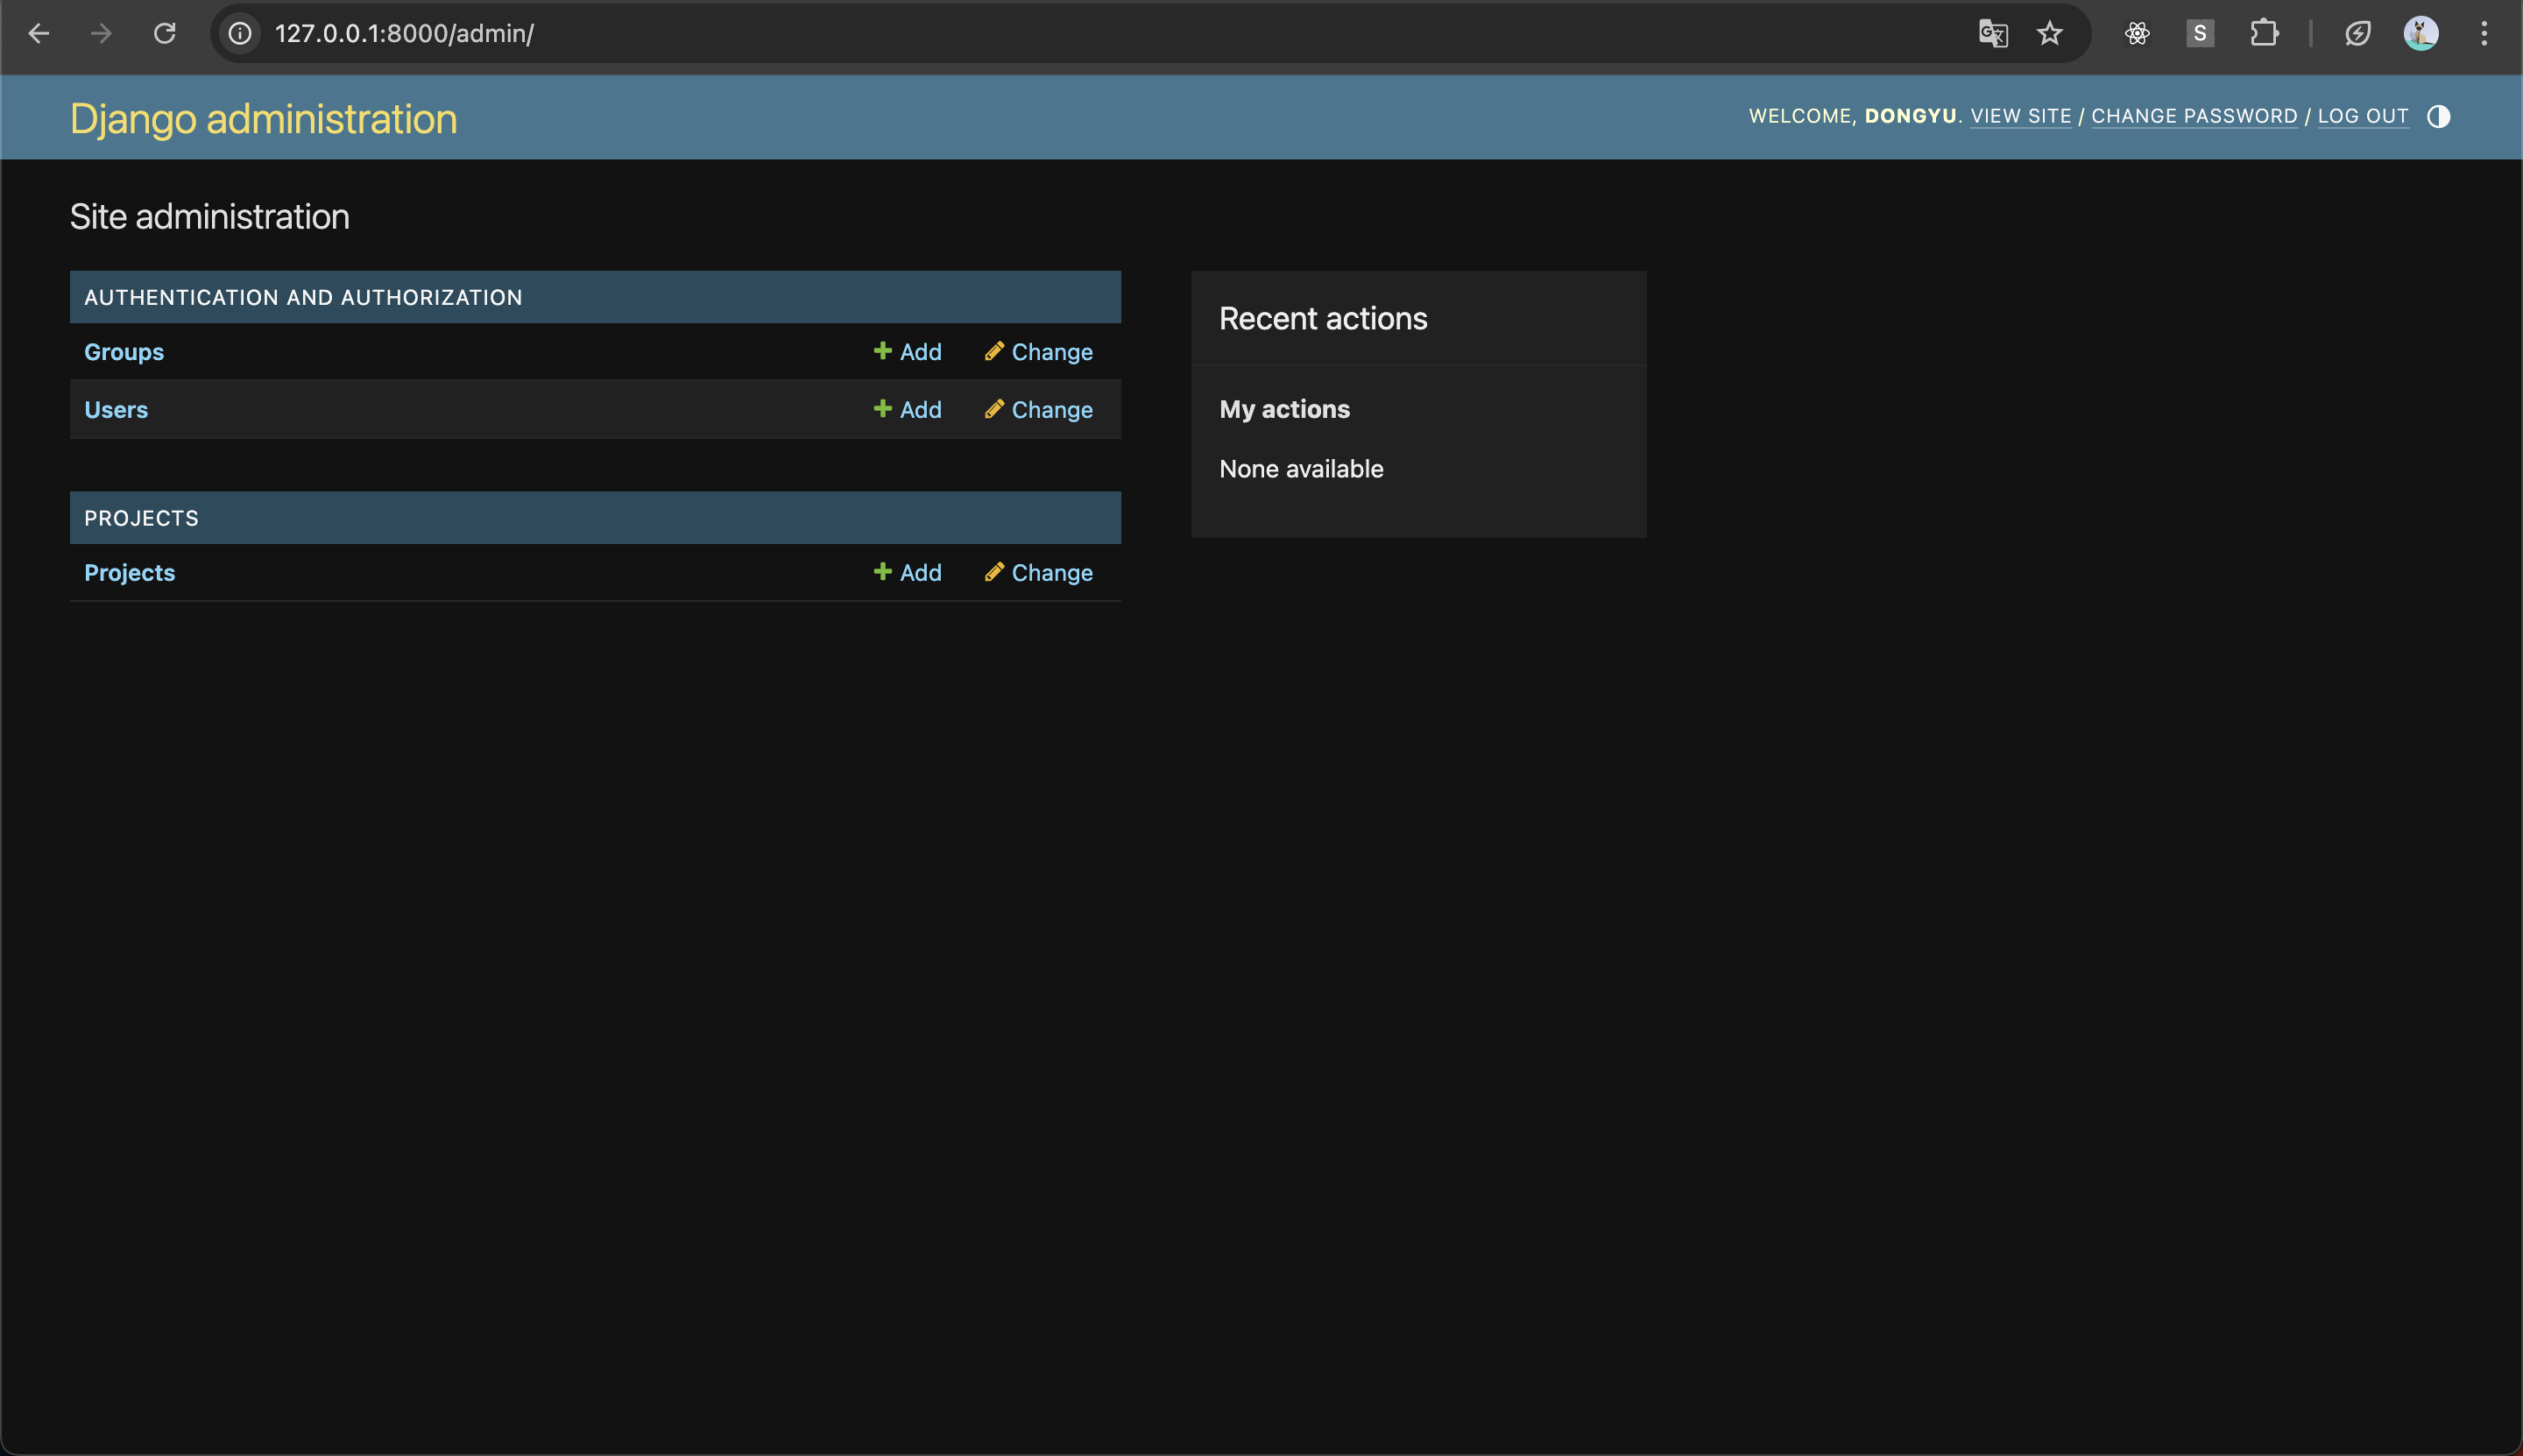 127.0.0.1:8000/admin/
S
Django administration
WELCOME, DONGYU. VIEW SITE / CHANGE PASSWORD / LOG OUT
Site administration
AUTHENTICATION AND AUTHORIZATION
Groups Add Change
Users Add Change
PROJECTS
Projects Add Change
Recent actions
My actions
None available